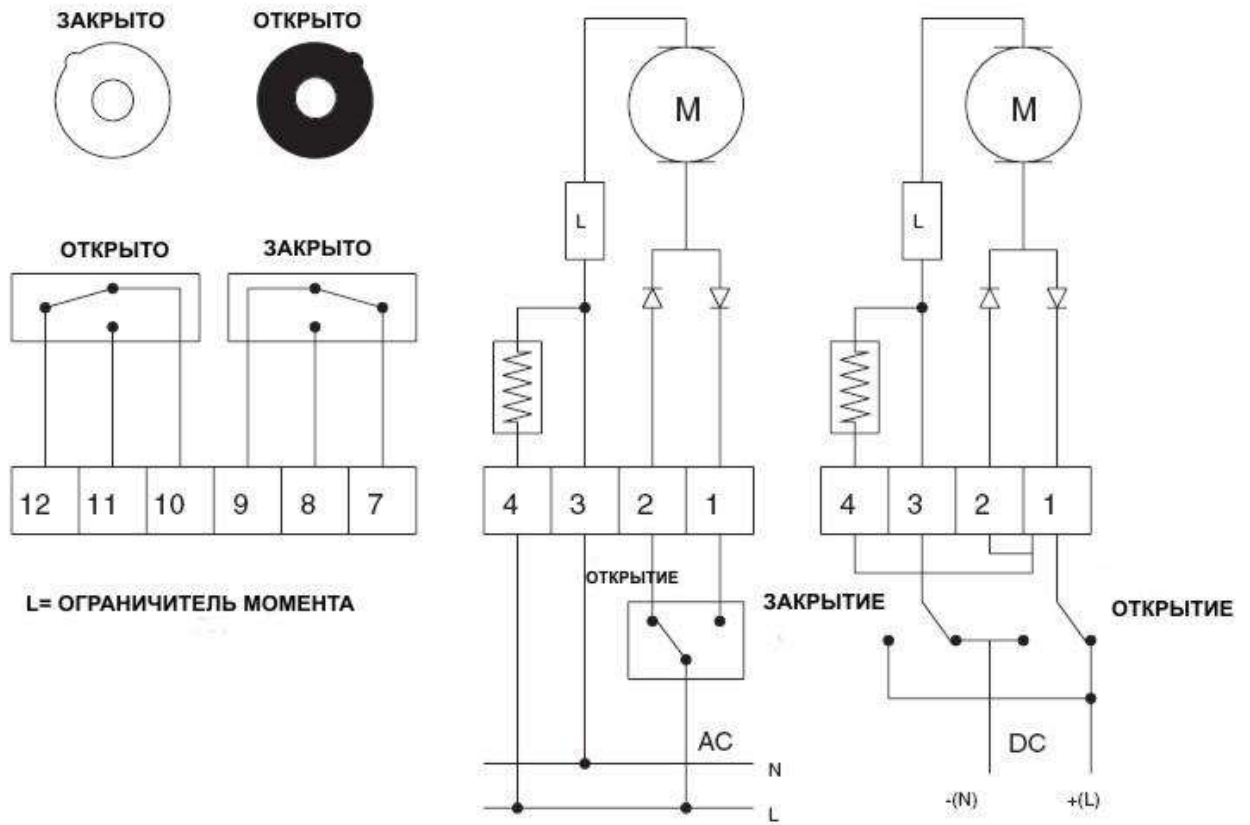 ЗАКРЫТО
ОТКРЫТО
ОТКРЫТО
ЗАКРЫТО
12 11 10 9 8 7
L= ОГРАНИЧИТЕЛЬ МОМЕНТА
M
L
4 3 2 1
ОТКРЫТИЕ
AC
N
L
M
L
4 3 2 1
ЗАКРЫТИЕ
ОТКРЫТИЕ
DC
-(N)
+(L)